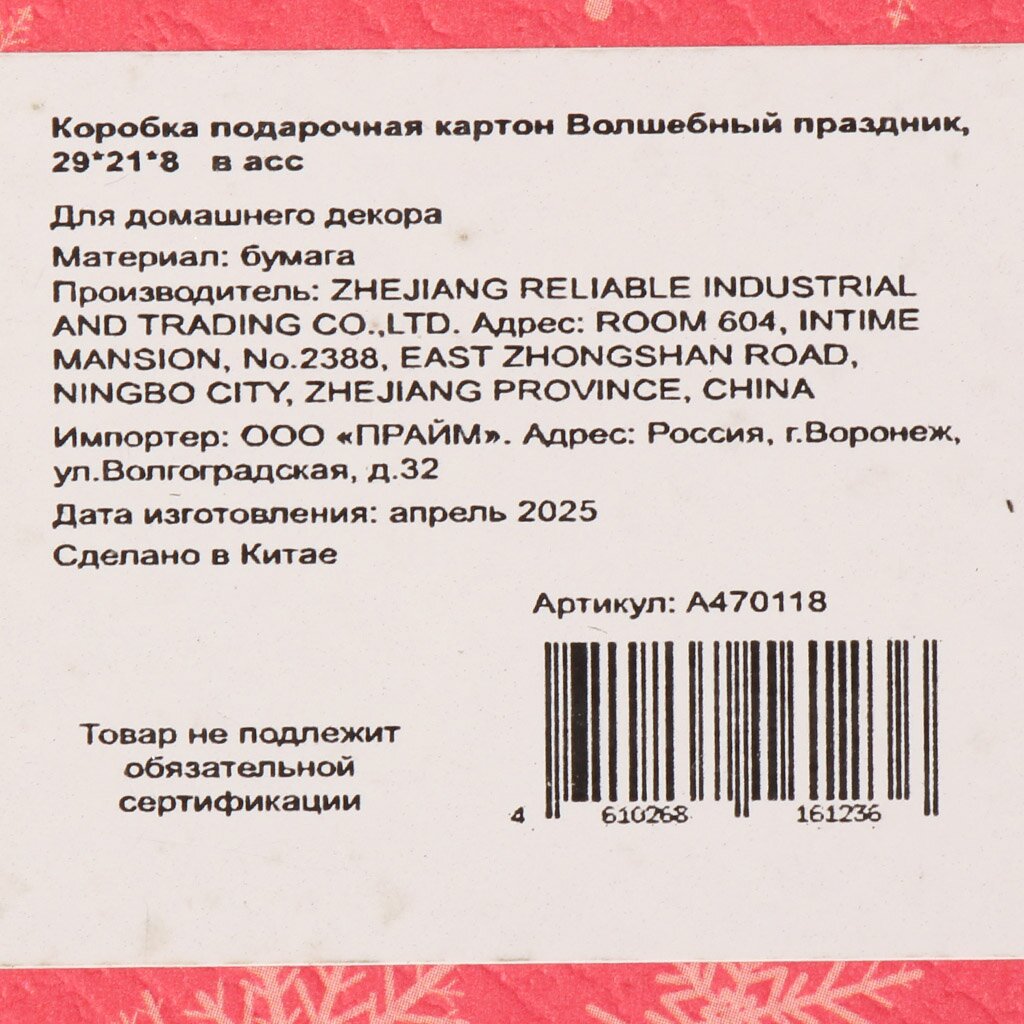 Коробка подарочная картон Волшебный праздник,
29*21*8 в асс
Для домашнего декора
Материал: бумага
Производитель: ZHEJIANG RELIABLE INDUSTRIAL
AND TRADING CO.,LTD. Адрес: ROOM 604, INTIME
MANSION, No.2388, EAST ZHONGSHAN ROAD,
NINGBO CITY, ZHEJIANG PROVINCE, CHINA
Импортер: ООО «ПРАЙМ». Адрес: Россия, г.Воронеж,
ул.Волгоградская, д.32
Дата изготовления: апрель 2025
Сделано в Китае
Артикул: А470118
Товар не подлежит
обязательной
сертификации
4 610268 161236